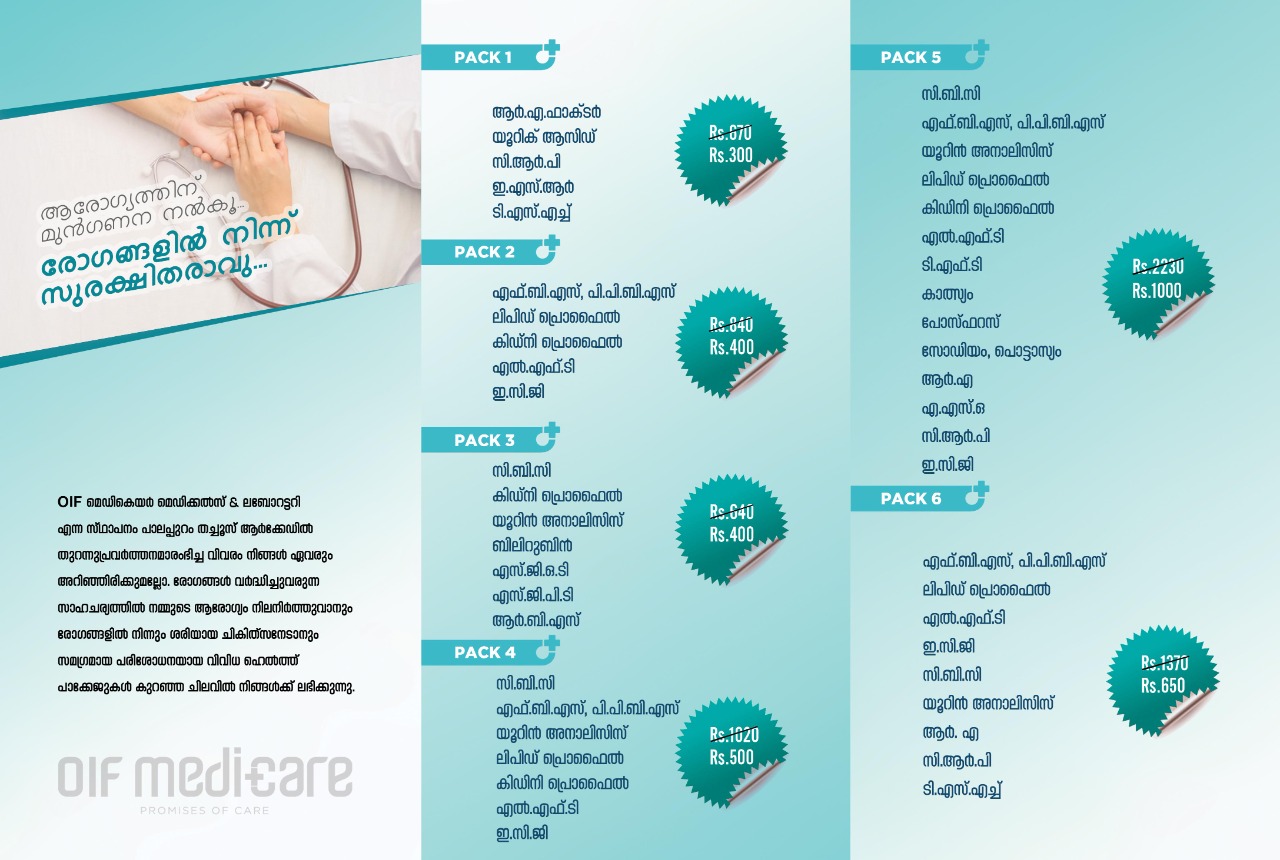 ആരോഗ്യത്തിന്
മുൻഗണന നൽകൂ...
രോഗങ്ങളിൽ നിന്ന്
സുരക്ഷിതരാവൂ...
OIF മെഡികെയർ മെഡിക്കൽസ് & ലബോറട്ടറി
എന്ന സ്ഥാപനം പാലപ്പുറം തച്ചൂസ് ആർക്കേഡിൽ
തുറന്നുപ്രവർത്തനമാരംഭിച്ച വിവരം നിങ്ങൾ ഏവരും
അറിഞ്ഞിരിക്കുമല്ലോ. രോഗങ്ങൾ വർദ്ധിച്ചുവരുന്ന
സാഹചര്യത്തിൽ നമ്മുടെ ആരോഗ്യം നിലനിർത്തുവാനും
രോഗങ്ങളിൽ നിന്നും ശരിയായ ചികിത്സനേടാനും
സമഗ്രമായ പരിശോധനയായ വിവിധ ഹെൽത്ത്
പാക്കേജുകൾ കുറഞ്ഞ ചിലവിൽ നിങ്ങൾക്ക് ലഭിക്കുന്നു.
OIF medicare
PROMISES OF CARE
PACK 1
ആർ.എ.ഫാക്ടർ
യൂറിക് ആസിഡ്
സി.ആർ.പി
ഇ.എസ്.ആർ
ടി.എസ്.എച്ച്
Rs.670
Rs.300
PACK 2
എഫ്.ബി.എസ്, പി.പി.ബി.എസ്
ലിപിഡ് പ്രൊഫൈൽ
കിഡ്നി പ്രൊഫൈൽ
എൽ.എഫ്.ടി
ഇ.സി.ജി
Rs.840
Rs.400
PACK 3
സി.ബി.സി
കിഡ്നി പ്രൊഫൈൽ
യൂറിൻ അനാലിസിസ്
ബിലിറുബിൻ
എസ്.ജി.ഒ.ടി
എസ്.ജി.പി.ടി
ആർ.ബി.എസ്
Rs.640
Rs.400
PACK 4
സി.ബി.സി
എഫ്.ബി.എസ്, പി.പി.ബി.എസ്
യൂറിൻ അനാലിസിസ്
ലിപിഡ് പ്രൊഫൈൽ
കിഡിനി പ്രൊഫൈൽ
എൽ.എഫ്.ടി
ഇ.സി.ജി
Rs.1020
Rs.500
PACK 5
സി.ബി.സി
എഫ്.ബി.എസ്, പി.പി.ബി.എസ്
യൂറിൻ അനാലിസിസ്
ലിപിഡ് പ്രൊഫൈൽ
കിഡിനി പ്രൊഫൈൽ
എൽ.എഫ്.ടി
ടി.എഫ്.ടി
കാത്സ്യം
പോസ്ഫറസ്
സോഡിയം, പൊട്ടാസ്യം
ആർ.എ
എ.എസ്.ഒ
സി.ആർ.പി
ഇ.സി.ജി
Rs.2230
Rs.1000
PACK 6
എഫ്.ബി.എസ്, പി.പി.ബി.എസ്
ലിപിഡ് പ്രൊഫൈൽ
എൽ.എഫ്.ടി
ഇ.സി.ജി
സി.ബി.സി
യൂറിൻ അനാലിസിസ്
ആർ. എ
സി.ആർ.പി
ടി.എസ്.എച്ച്
Rs.1370
Rs.650